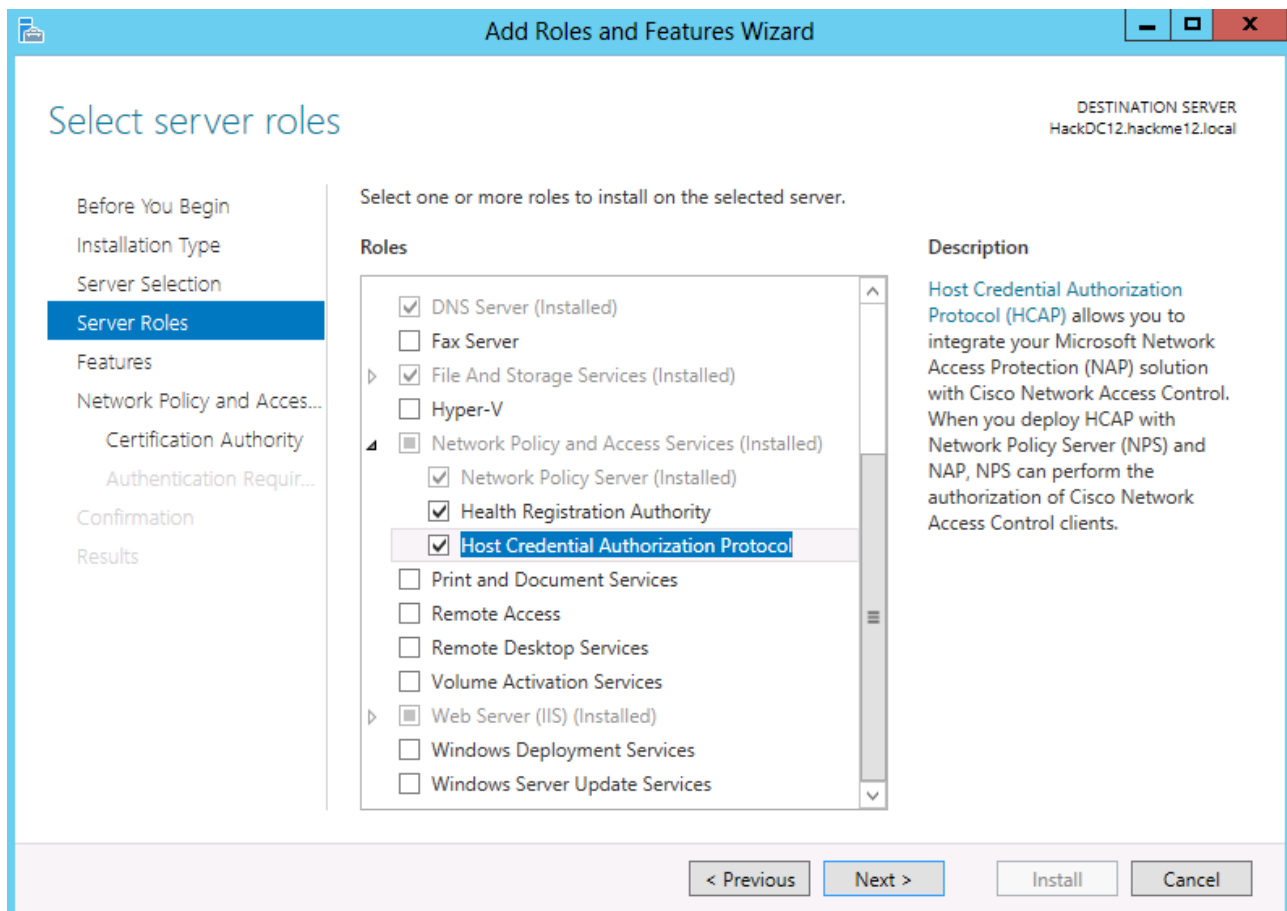 Add Roles and Features Wizard
Select server roles
DESTINATION SERVER
HackDC12.hackme12.local
Before You Begin
Installation Type
Server Selection
Server Roles
Features
Network Policy and Acces...
Certification Authority
Authentication Requir...
Confirmation
Results
Select one or more roles to install on the selected server.
Roles
DNS Server (Installed)
Fax Server
File And Storage Services (Installed)
Hyper-V
Network Policy and Access Services (Installed)
Network Policy Server (Installed)
Health Registration Authority
Host Credential Authorization Protocol
Print and Document Services
Remote Access
Remote Desktop Services
Volume Activation Services
Web Server (IIS) (Installed)
Windows Deployment Services
Windows Server Update Services
Description
Host Credential Authorization
Protocol (HCAP) allows you to
integrate your Microsoft Network
Access Protection (NAP) solution
with Cisco Network Access Control.
When you deploy HCAP with
Network Policy Server (NPS) and
NAP, NPS can perform the
authorization of Cisco Network
Access Control clients.
< Previous
Next >
Install
Cancel